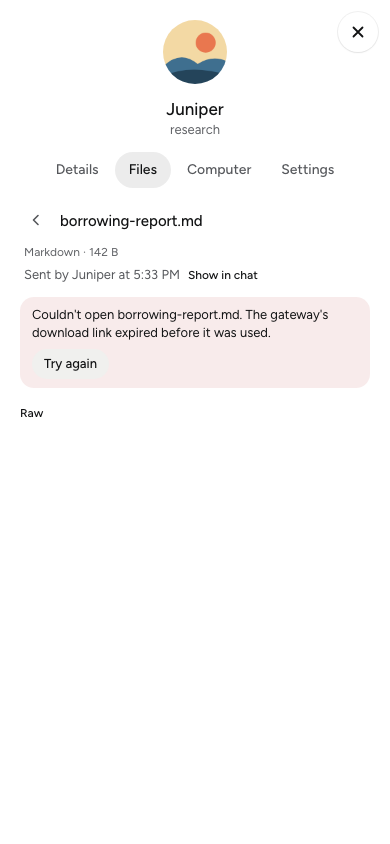 Juniper
research
Details
Files
Computer
Settings
borrowing-report.md
Markdown · 142 B
Sent by Juniper at 5:33 PM Show in chat
Couldn't open borrowing-report.md. The gateway's
download link expired before it was used.
Try again
Raw